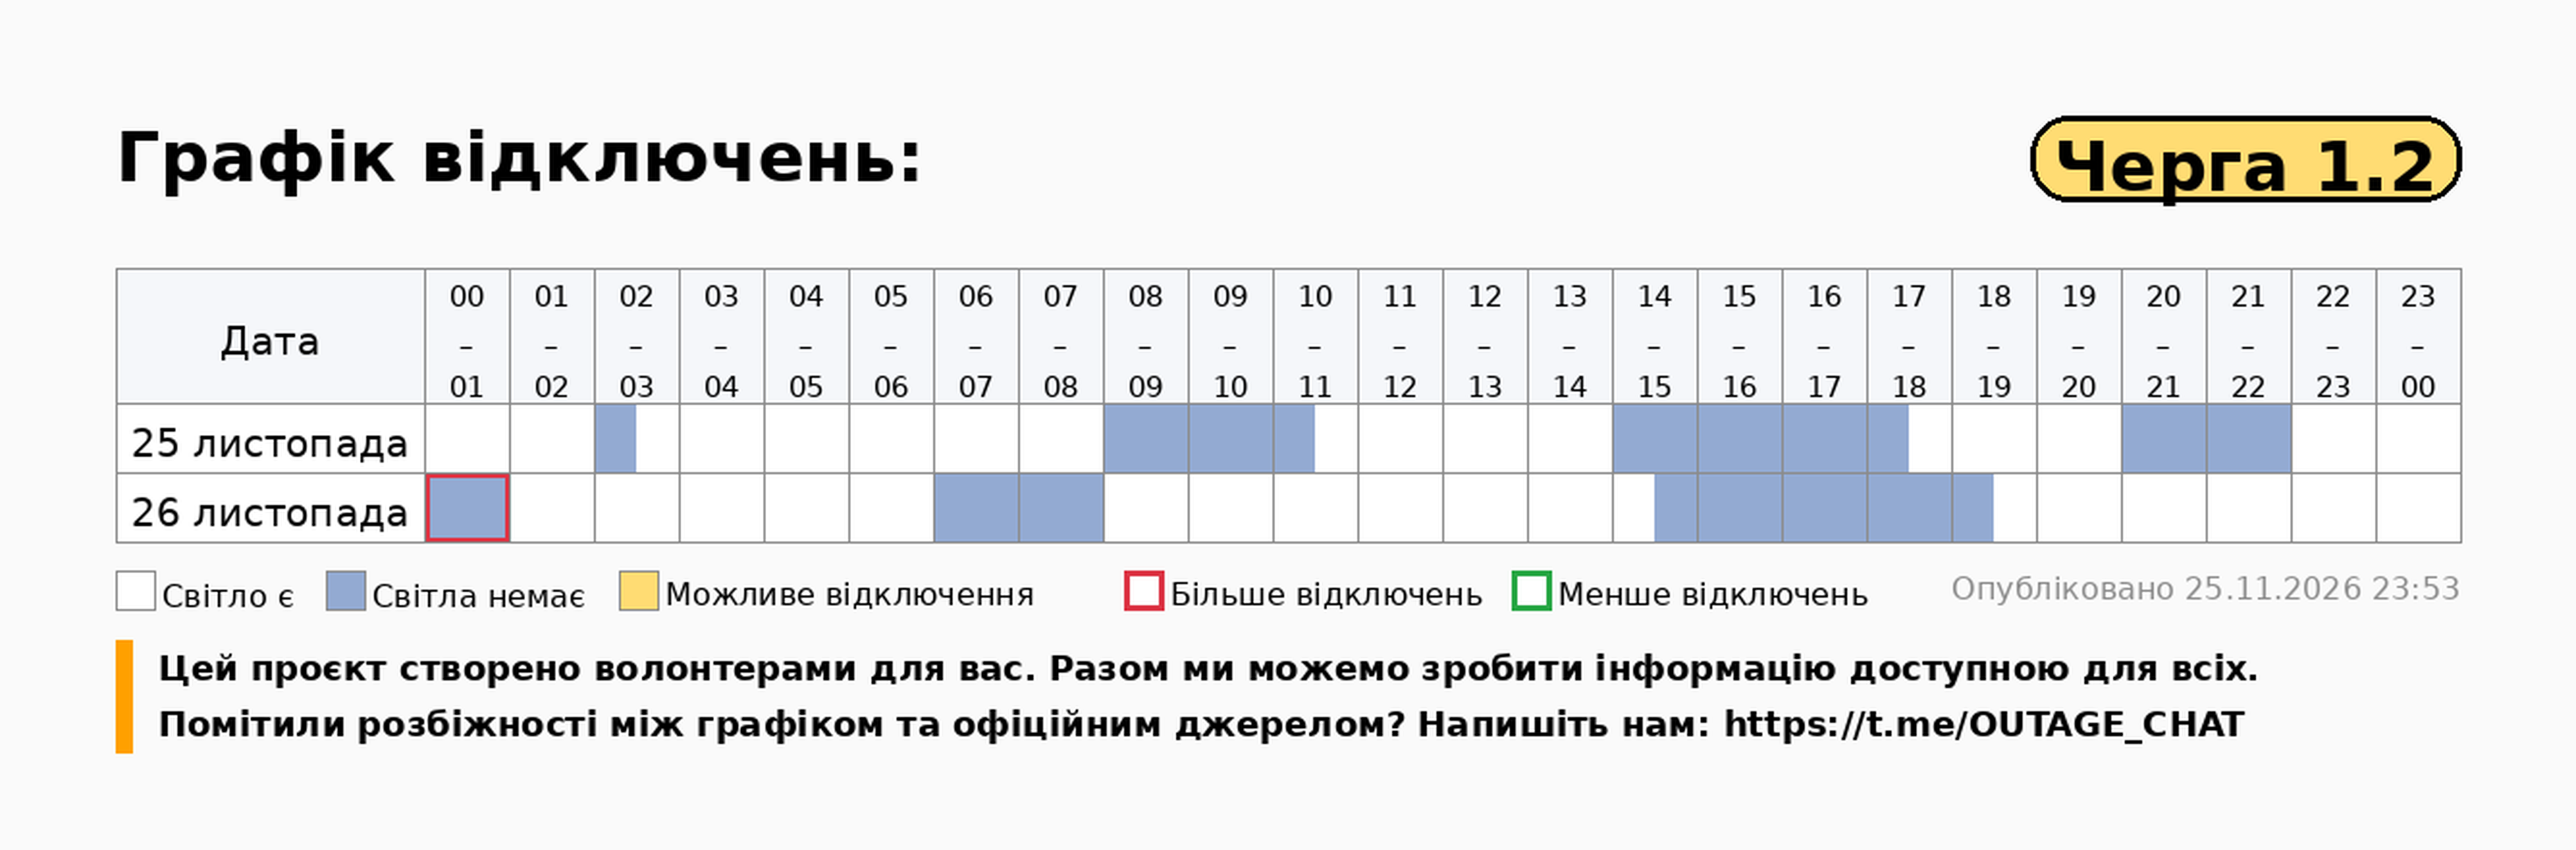 Графік відключень:
Черга 1.2
Дата
00 – 01
01 – 02
02 – 03
03 – 04
04 – 05
05 – 06
06 – 07
07 – 08
08 – 09
09 – 10
10 – 11
11 – 12
12 – 13
13 – 14
14 – 15
15 – 16
16 – 17
17 – 18
18 – 19
19 – 20
20 – 21
21 – 22
22 – 23
23 – 00
25 листопада
26 листопада
Світло є
Світла немає
Можливе відключення
Більше відключень
Менше відключень
Опубліковано 25.11.2026 23:53
Цей проєкт створено волонтерами для вас. Разом ми можемо зробити інформацію доступною для всіх.
Помітили розбіжності між графіком та офіційним джерелом? Напишіть нам: https://t.me/OUTAGE_CHAT